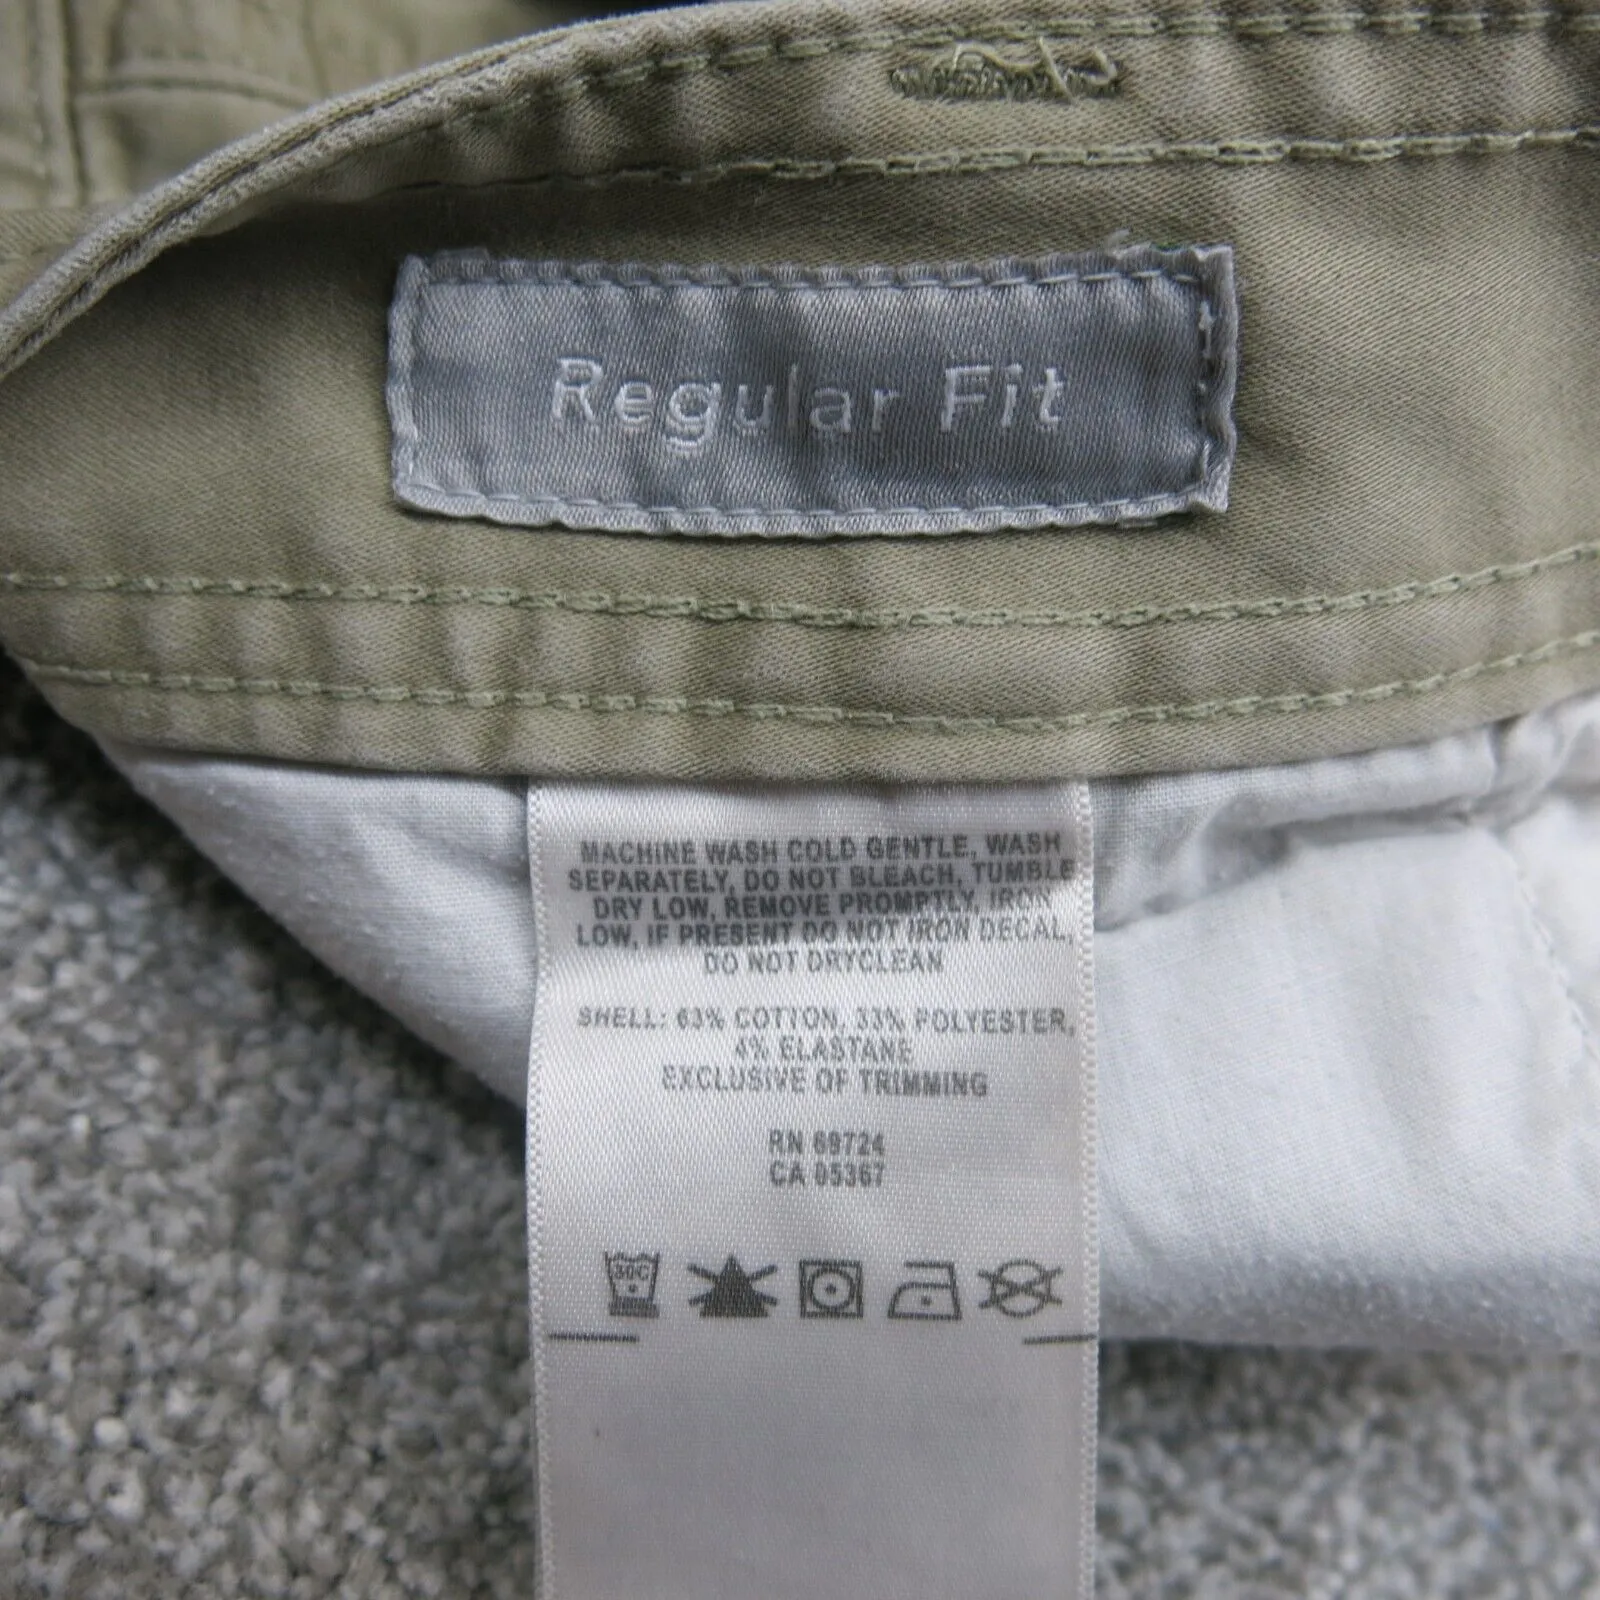 Regular Fit
MACHINE WASH COLD GENTLE, WASH
SEPARATELY, DO NOT BLEACH, TUMBLE
DRY LOW, REMOVE PROMPTLY, IRON
LOW, IF PRESENT DO NOT IRON DECAL,
DO NOT DRYCLEAN
SHELL: 63% COTTON, 33% POLYESTER,
4% ELASTANE
EXCLUSIVE OF TRIMMING
RN 69724
CA 05367
30C